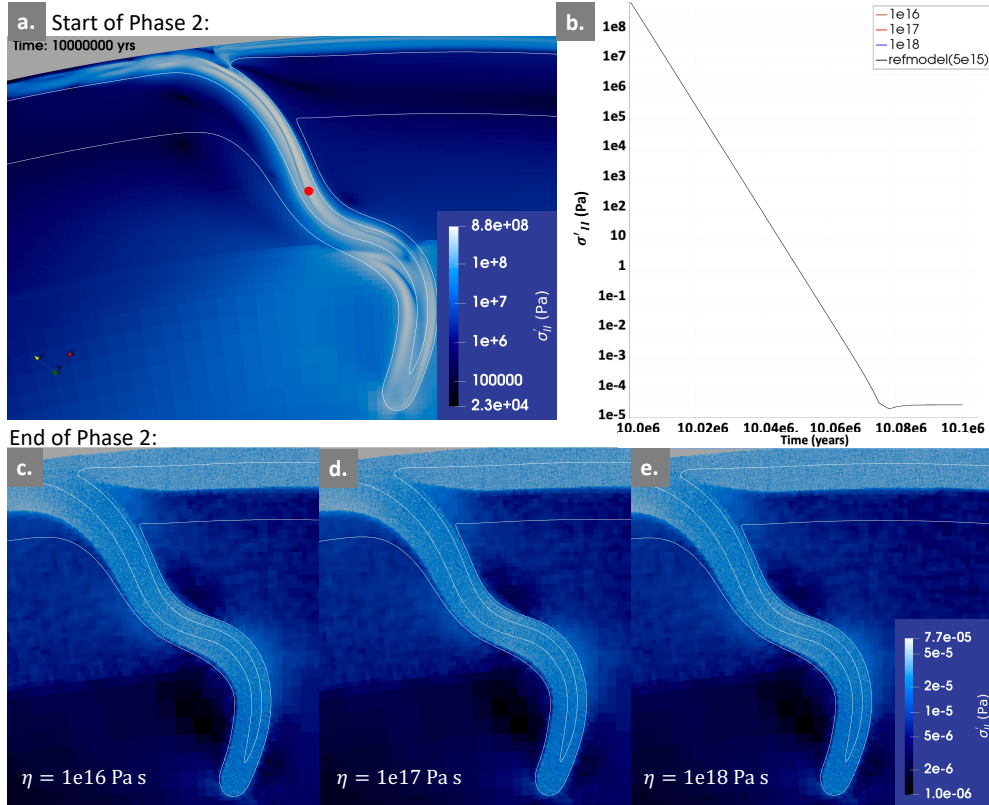 a. Start of Phase 2:
Time: 10000000 yrs
8.8e+08
1e+8
1e+7
1e+6
100000
2.3e+04
σ'II (Pa)
b.
1e16
1e17
1e18
refmodel(5e15)
1e8
1e7
1e6
1e5
1e4
1e3
1e2
10
1
1e-1
1e-2
1e-3
1e-4
1e-5
σ'II (Pa)
10.0e6 10.02e6 10.04e6. 10.06e6. 10.08e6 10.1e6
Time (years)
End of Phase 2:
c.
η = 1e16 Pa s
d.
η = 1e17 Pa s
e.
η = 1e18 Pa s
7.7e-05
5e-5
2e-5
1e-5
5e-6
2e-6
1.0e-06
σ'II (Pa)